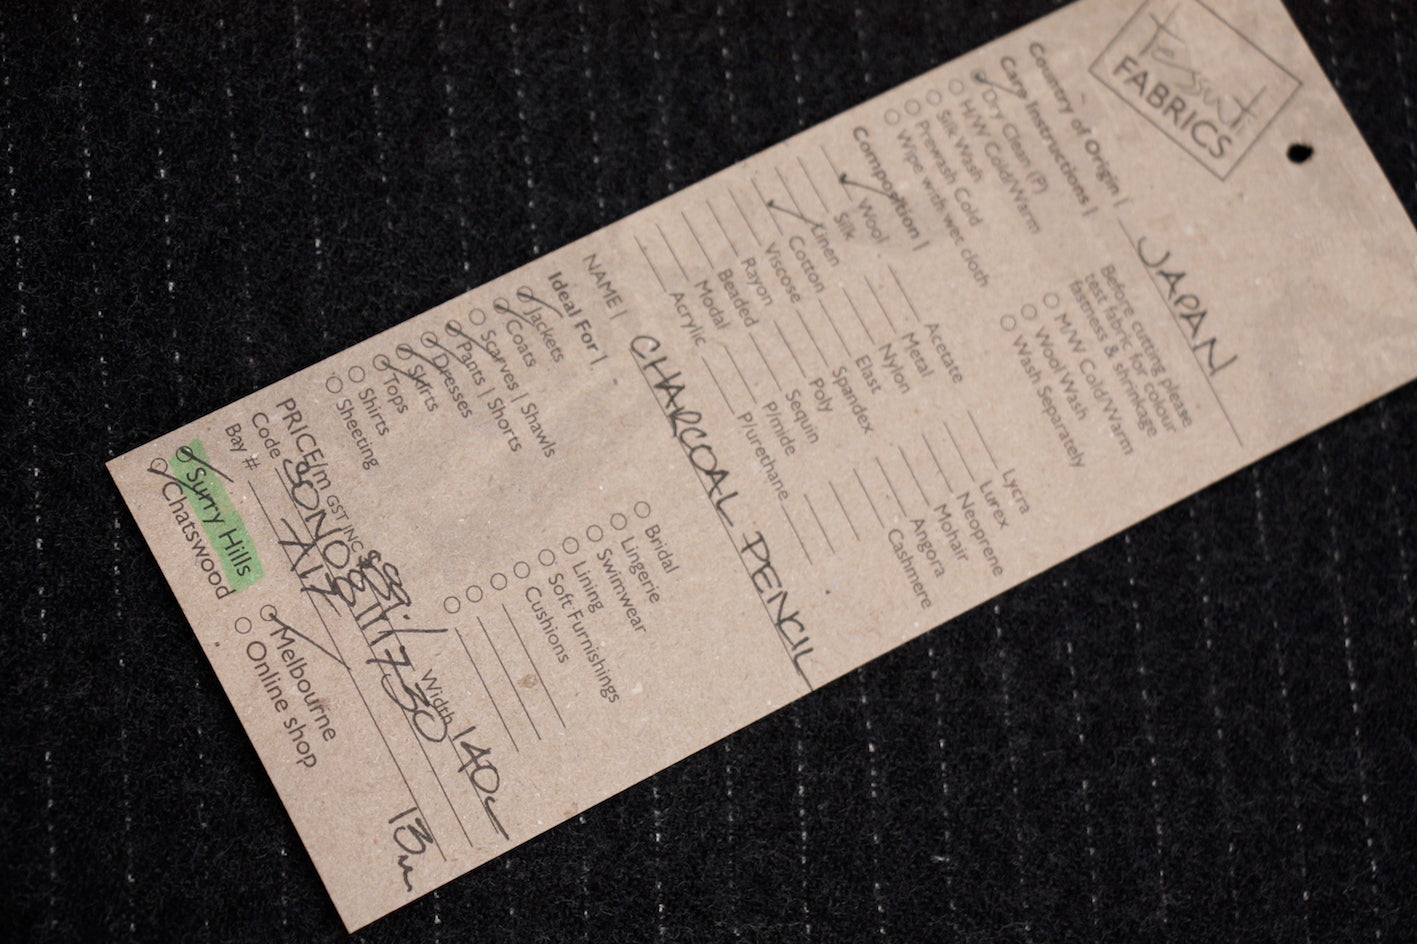 tessuti
FABRICS
Country of Origin | JAPAN
Care Instructions |
Dry Clean (P)
H/W Cold/Warm
Silk Wash
Prewash Cold
Wipe with wet cloth
Before cutting please
test fabric for colour
fastness & shrinkage
M/W Cold/Warm
Wool Wash
Wash Separately
Composition |
Wool
Silk
Linen
Cotton
Viscose
Rayon
Beaded
Modal
Acrylic
Acetate
Metal
Nylon
Elast
Spandex
Poly
Sequin
P/mide
P/urethane
Lycra
Lurex
Neoprene
Mohair
Angora
Cashmere
NAME | CHARCOAL PENCIL
Ideal For |
Jackets
Coats
Scarves | Shawls
Pants | Shorts
Dresses
Skirts
Tops
Shirts
Sheeting
Bridal
Lingerie
Swimwear
Lining
Soft Furnishings
Cushions
PRICE/m GST INC Width 140c
Code
Bay # A17 13m
Surry Hills
Chatswood
Melbourne
Online shop